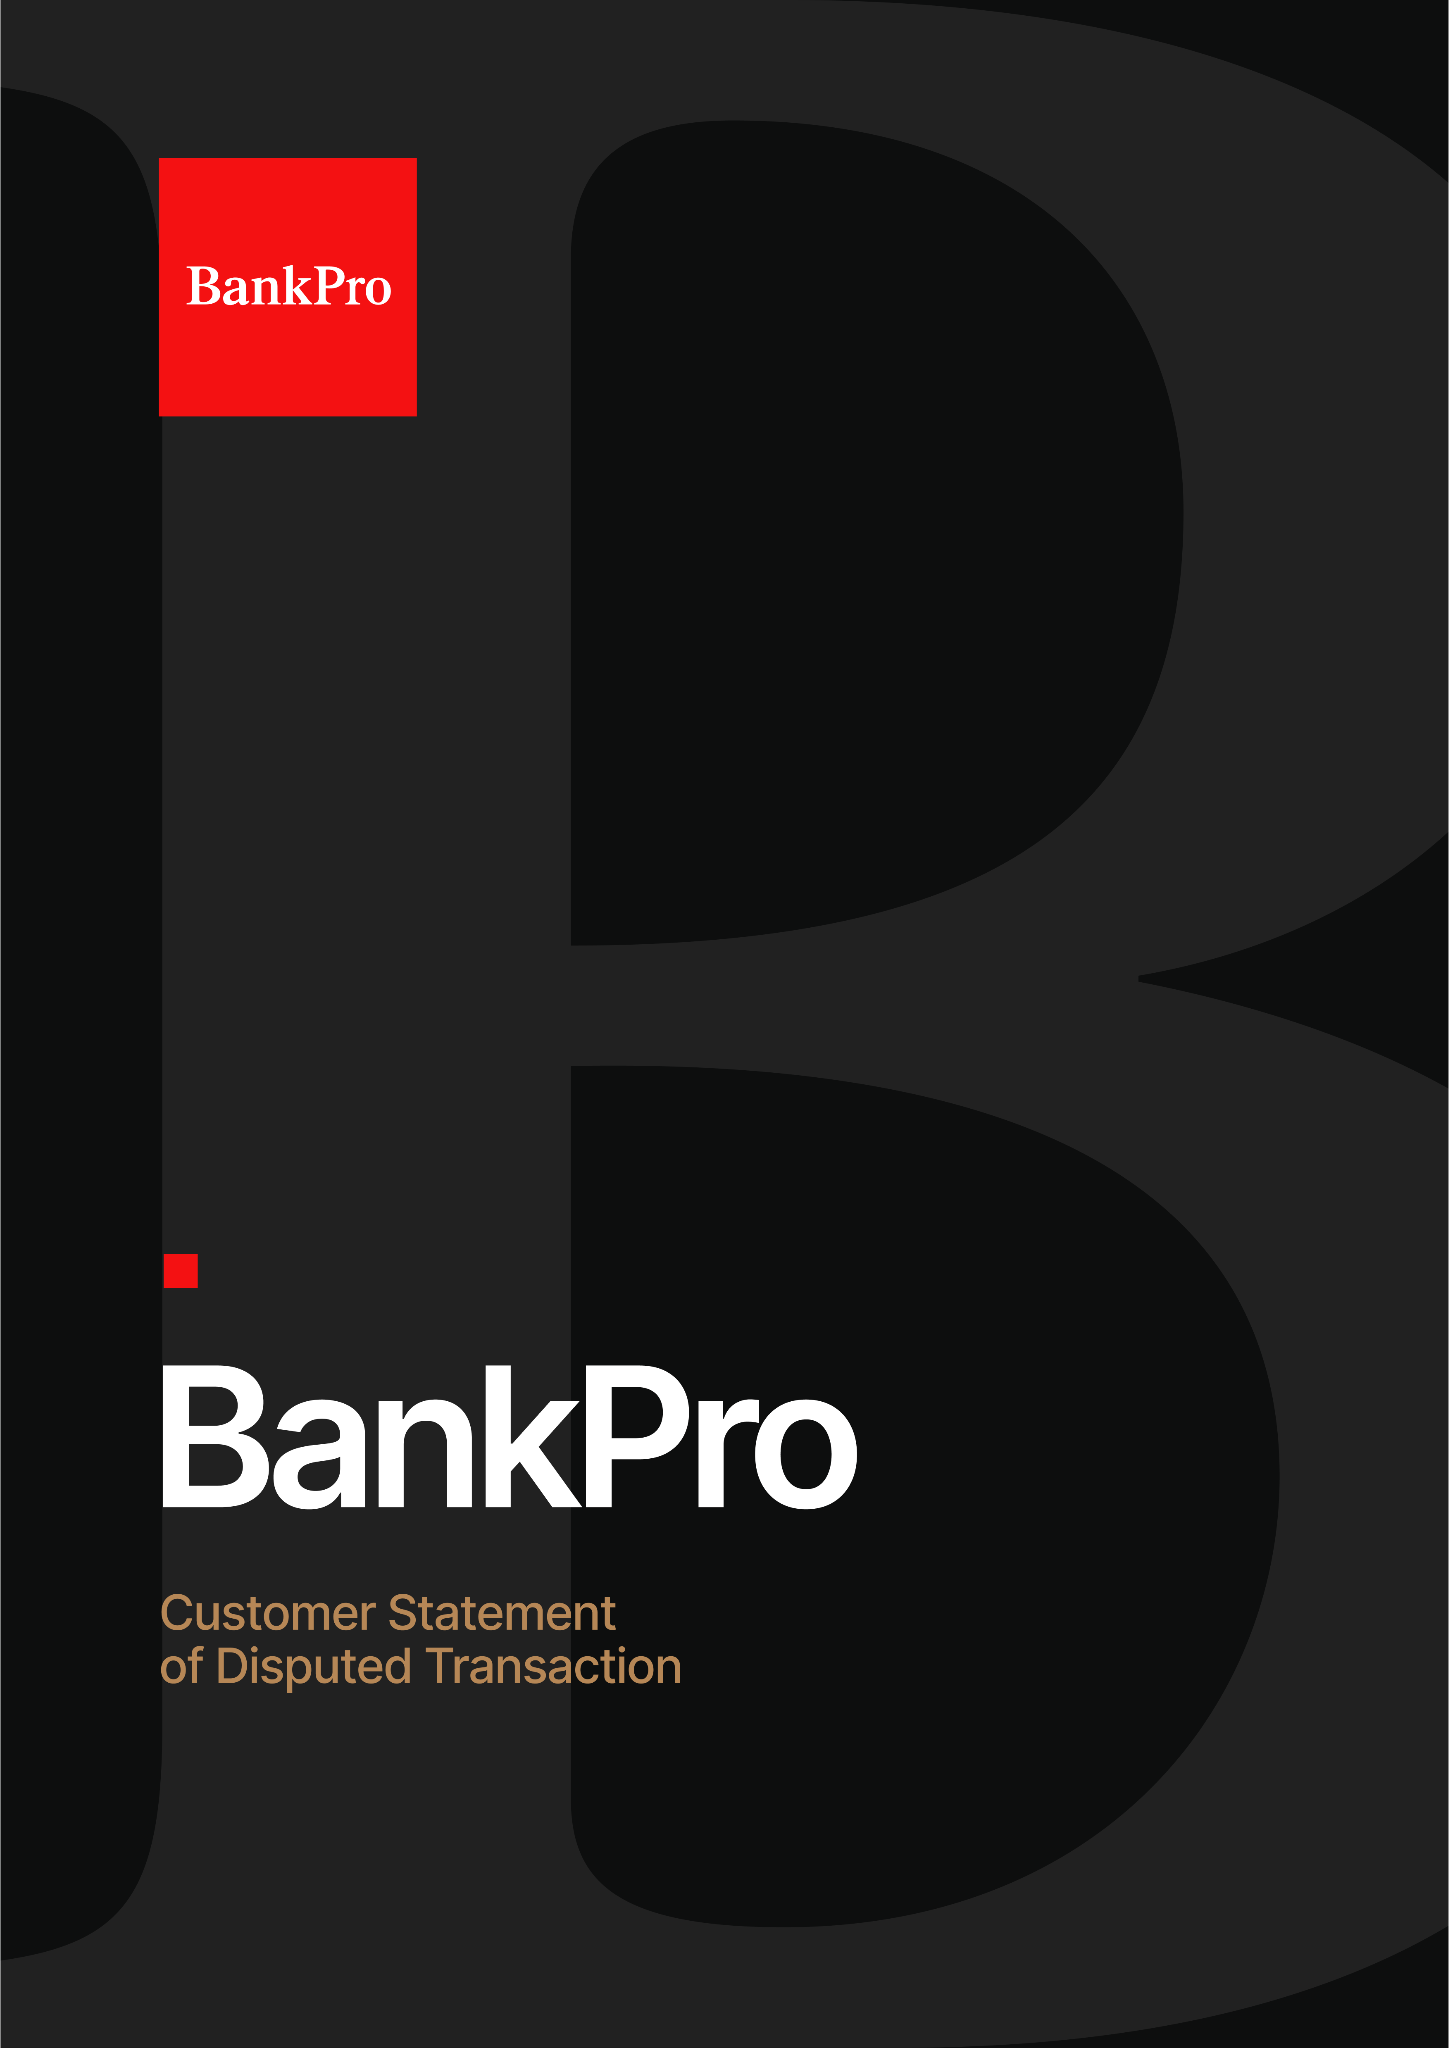 BankPro
BankPro
Customer Statement
of Disputed Transaction